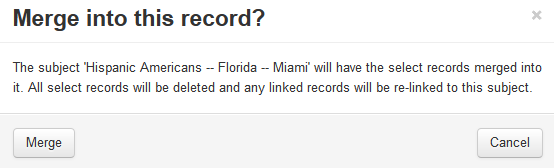 Merge into this record? ×
The subject 'Hispanic Americans -- Florida -- Miami' will have the select records merged into
it. All select records will be deleted and any linked records will be re-linked to this subject.
Merge Cancel